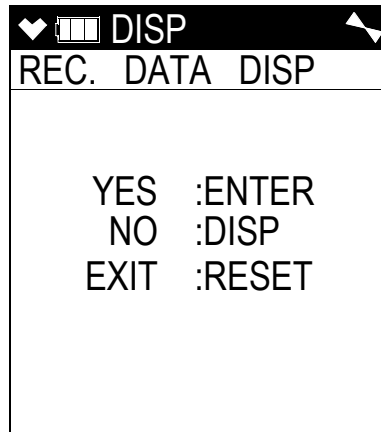 DISP
REC. DATA DISP
YES :ENTER
NO :DISP
EXIT :RESET